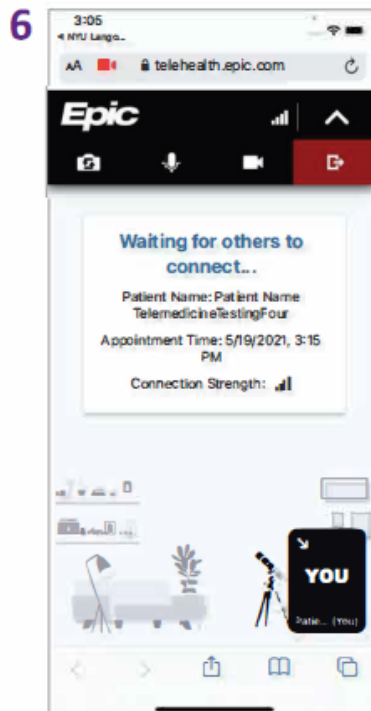 6
3:05
NYU Lango...
AA telehealth.epic.com
Epic
Waiting for others to
connect...
Patient Name: Patient Name
TelemedicineTestingFour
Appointment Time: 5/19/2021, 3:15
PM
Connection Strength:
YOU
Patie... (You)